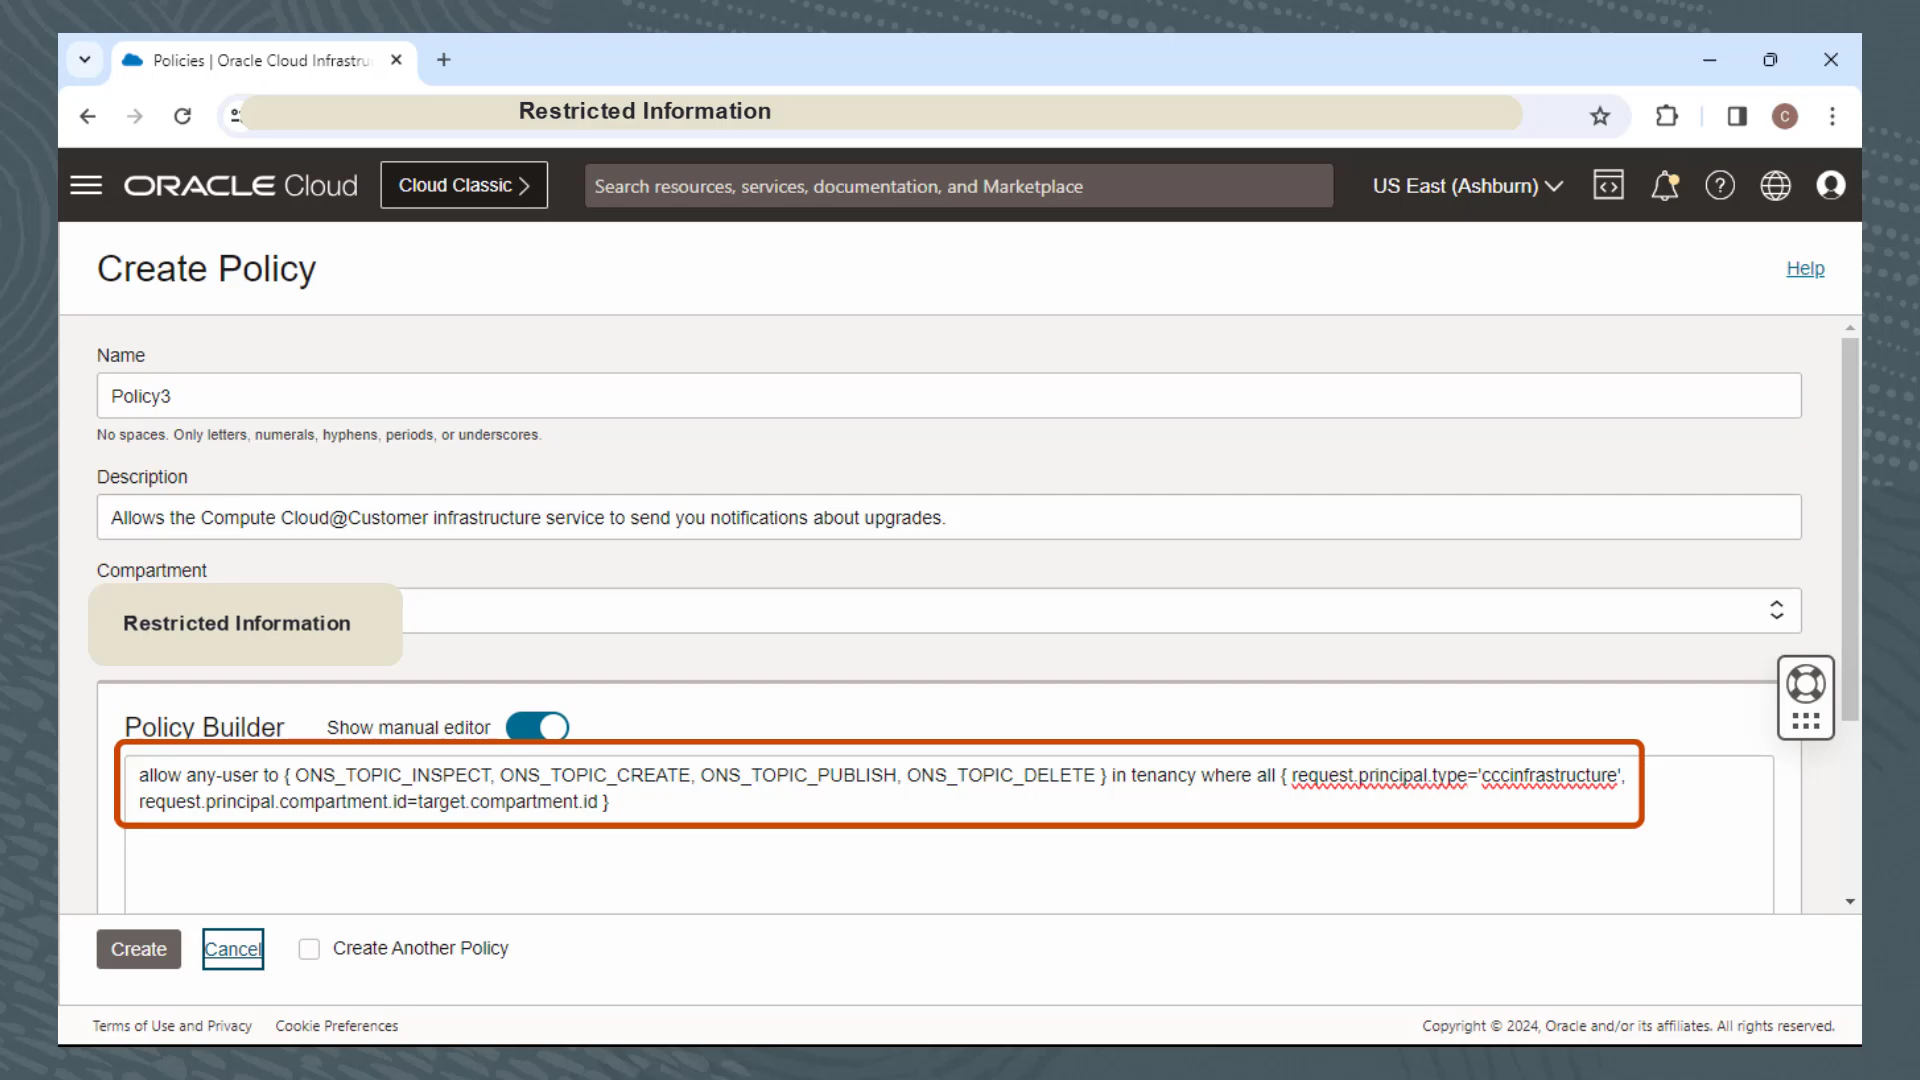 Policies | Oracle Cloud Infrastru
Restricted Information
ORACLE Cloud
Cloud Classic
Search resources, services, documentation, and Marketplace
US East (Ashburn)
C
Create Policy
Help
Name
Policy3
No spaces. Only letters, numerals, hyphens, periods, or underscores.
Description
Allows the Compute Cloud@Customer infrastructure service to send you notifications about upgrades.
Compartment
Restricted Information
Policy Builder
Show manual editor
allow any-user to { ONS_TOPIC_INSPECT, ONS_TOPIC_CREATE, ONS_TOPIC_PUBLISH, ONS_TOPIC_DELETE } in tenancy where all { request.principal.type='cccinfrastructure',
request.principal.compartment.id=target.compartment.id }
Create
Cancel
Create Another Policy
Terms of Use and Privacy
Cookie Preferences
Copyright © 2024, Oracle and/or its affiliates. All rights reserved.